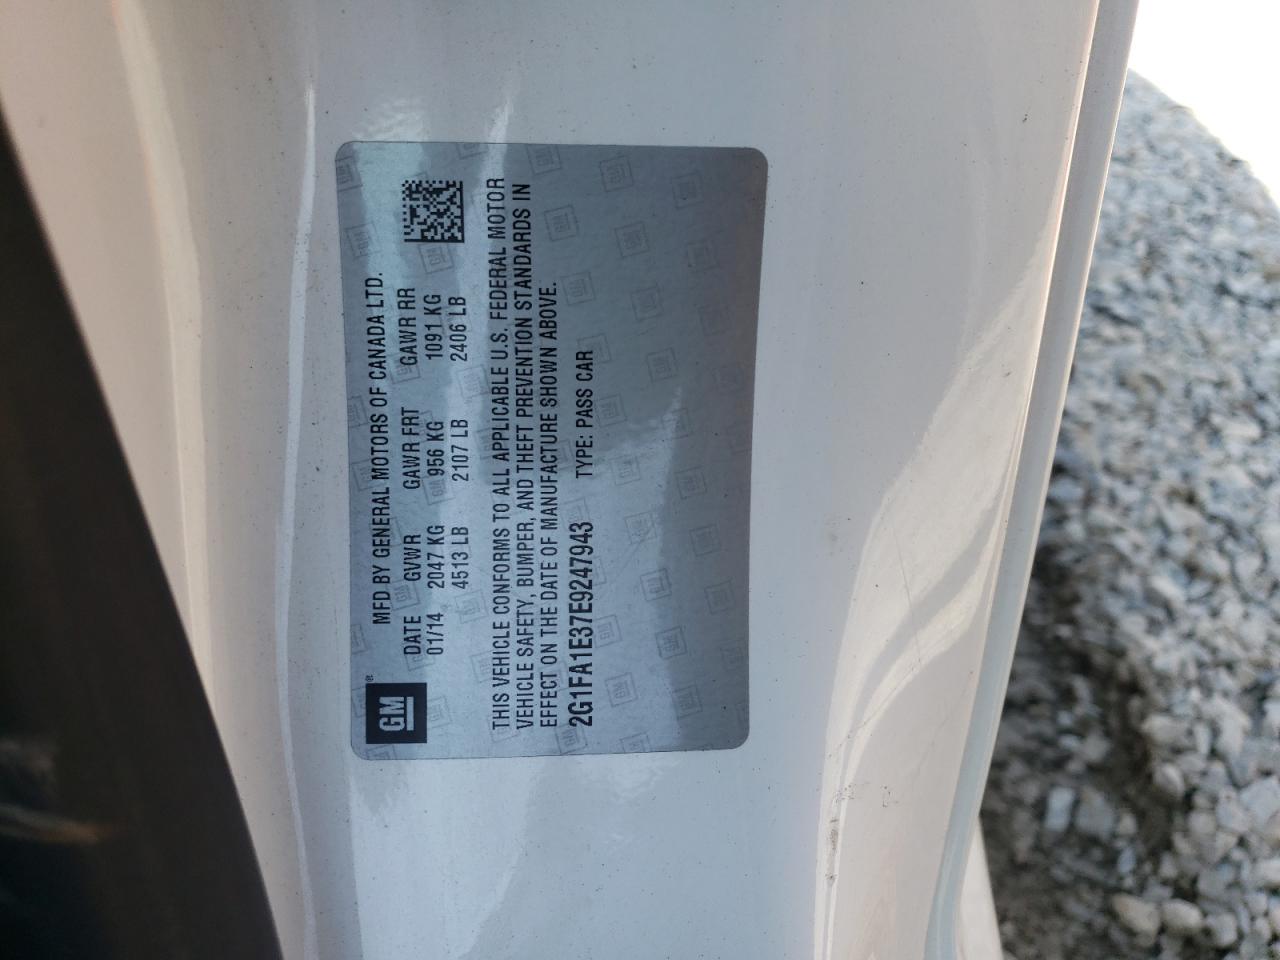 GM®
MFD BY GENERAL MOTORS OF CANADA LTD.
DATE GVWR GAWR FRT GAWR RR
01/14 2047 KG 956 KG 1091 KG
4513 LB 2107 LB 2406 LB
THIS VEHICLE CONFORMS TO ALL APPLICABLE U.S. FEDERAL MOTOR
VEHICLE SAFETY, BUMPER, AND THEFT PREVENTION STANDARDS IN
EFFECT ON THE DATE OF MANUFACTURE SHOWN ABOVE.
2G1FA1E37E9247943 TYPE: PASS CAR